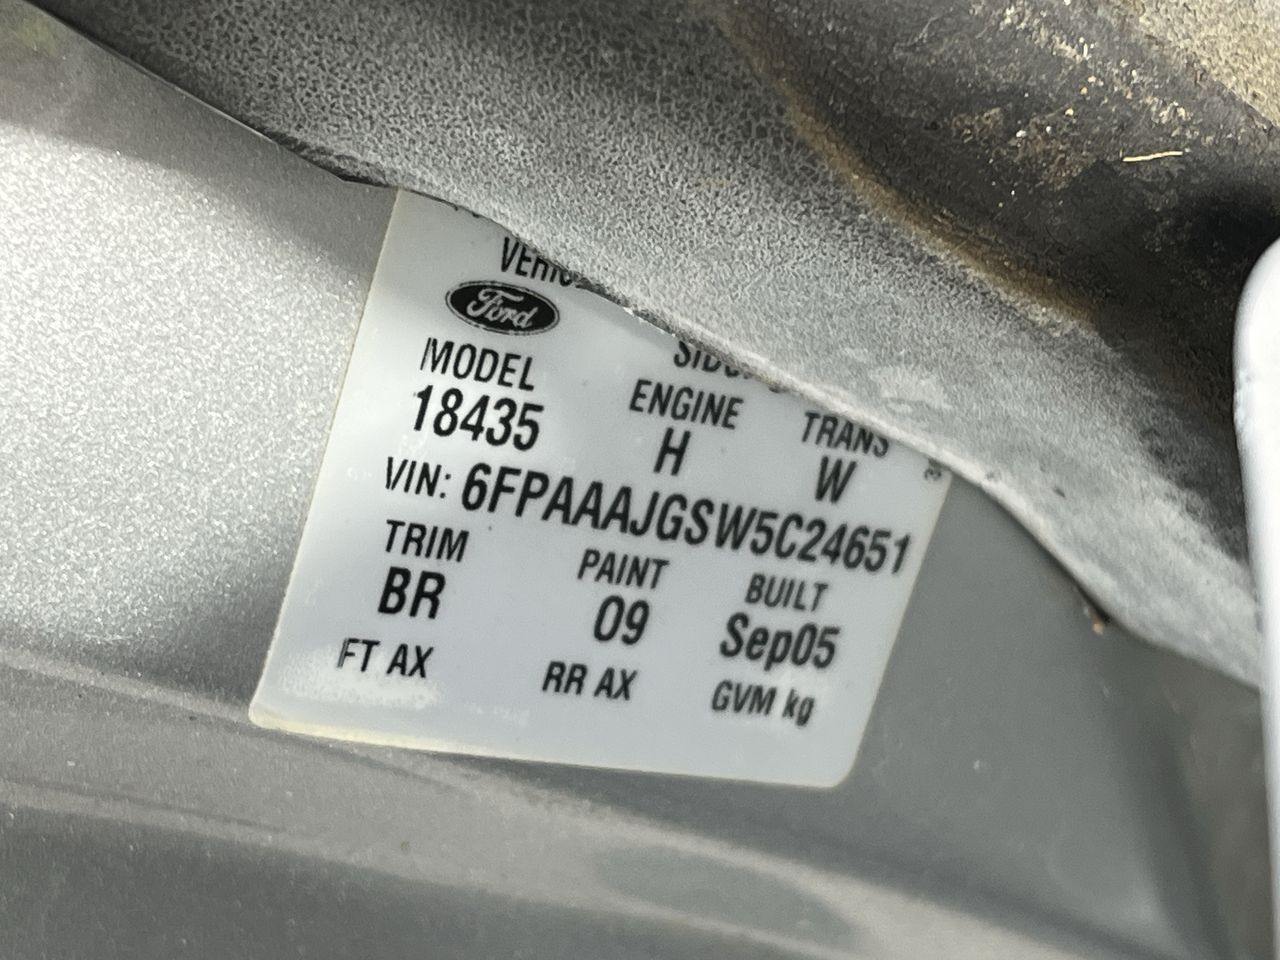 Ford
MODEL ENGINE TRANS
18435 H W
VIN: 6FPAAAJGSW5C24651
TRIM PAINT BUILT
BR 09 Sep05
FT AX RR AX GVM kg